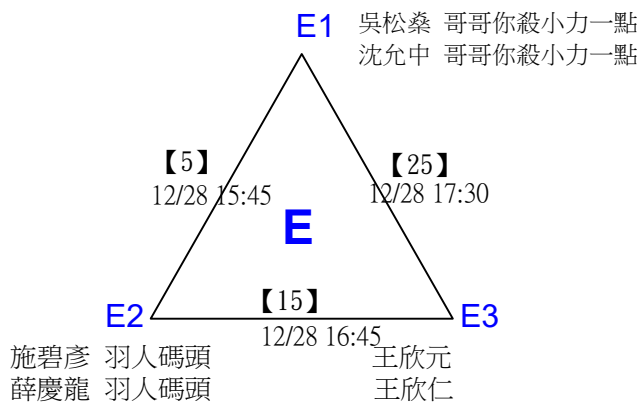 E1 吳松燊 哥哥你殺小力一點
沈允中 哥哥你殺小力一點
【5】 【25】
12/28 15:45 12/28 17:30
E
E2 【15】 E3
12/28 16:45
施碧彥 羽人碼頭 王欣元
薛慶龍 羽人碼頭 王欣仁